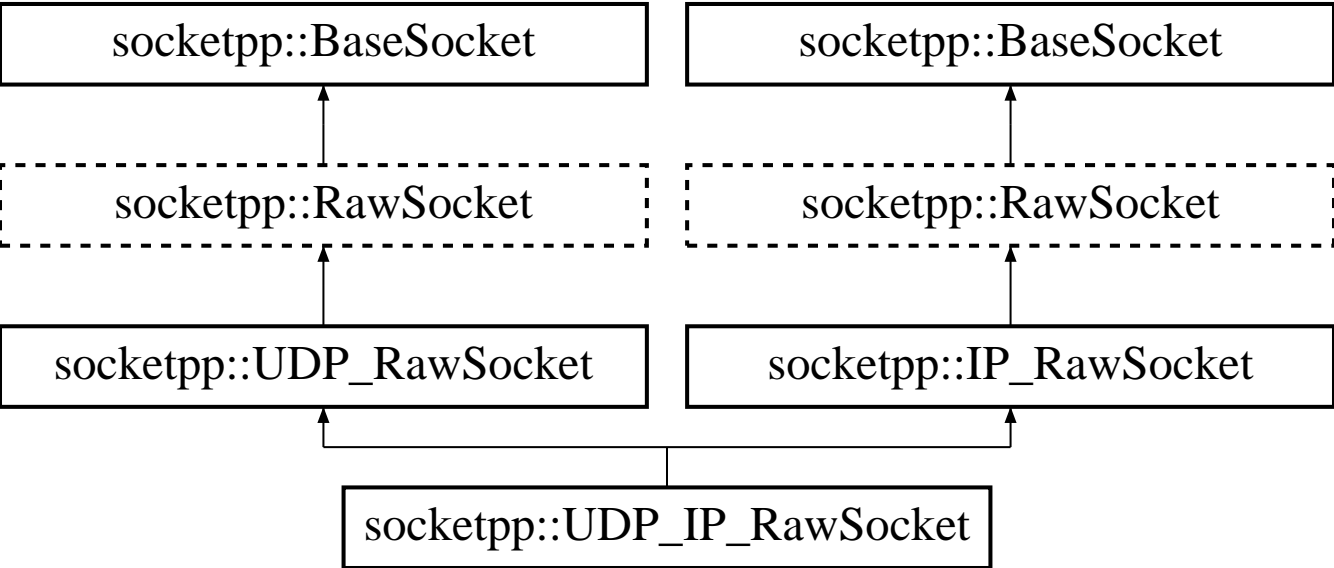 socketpp::BaseSocket
socketpp::BaseSocket
socketpp::RawSocket
socketpp::RawSocket
socketpp::UDP_RawSocket
socketpp::IP_RawSocket
socketpp::UDP_IP_RawSocket